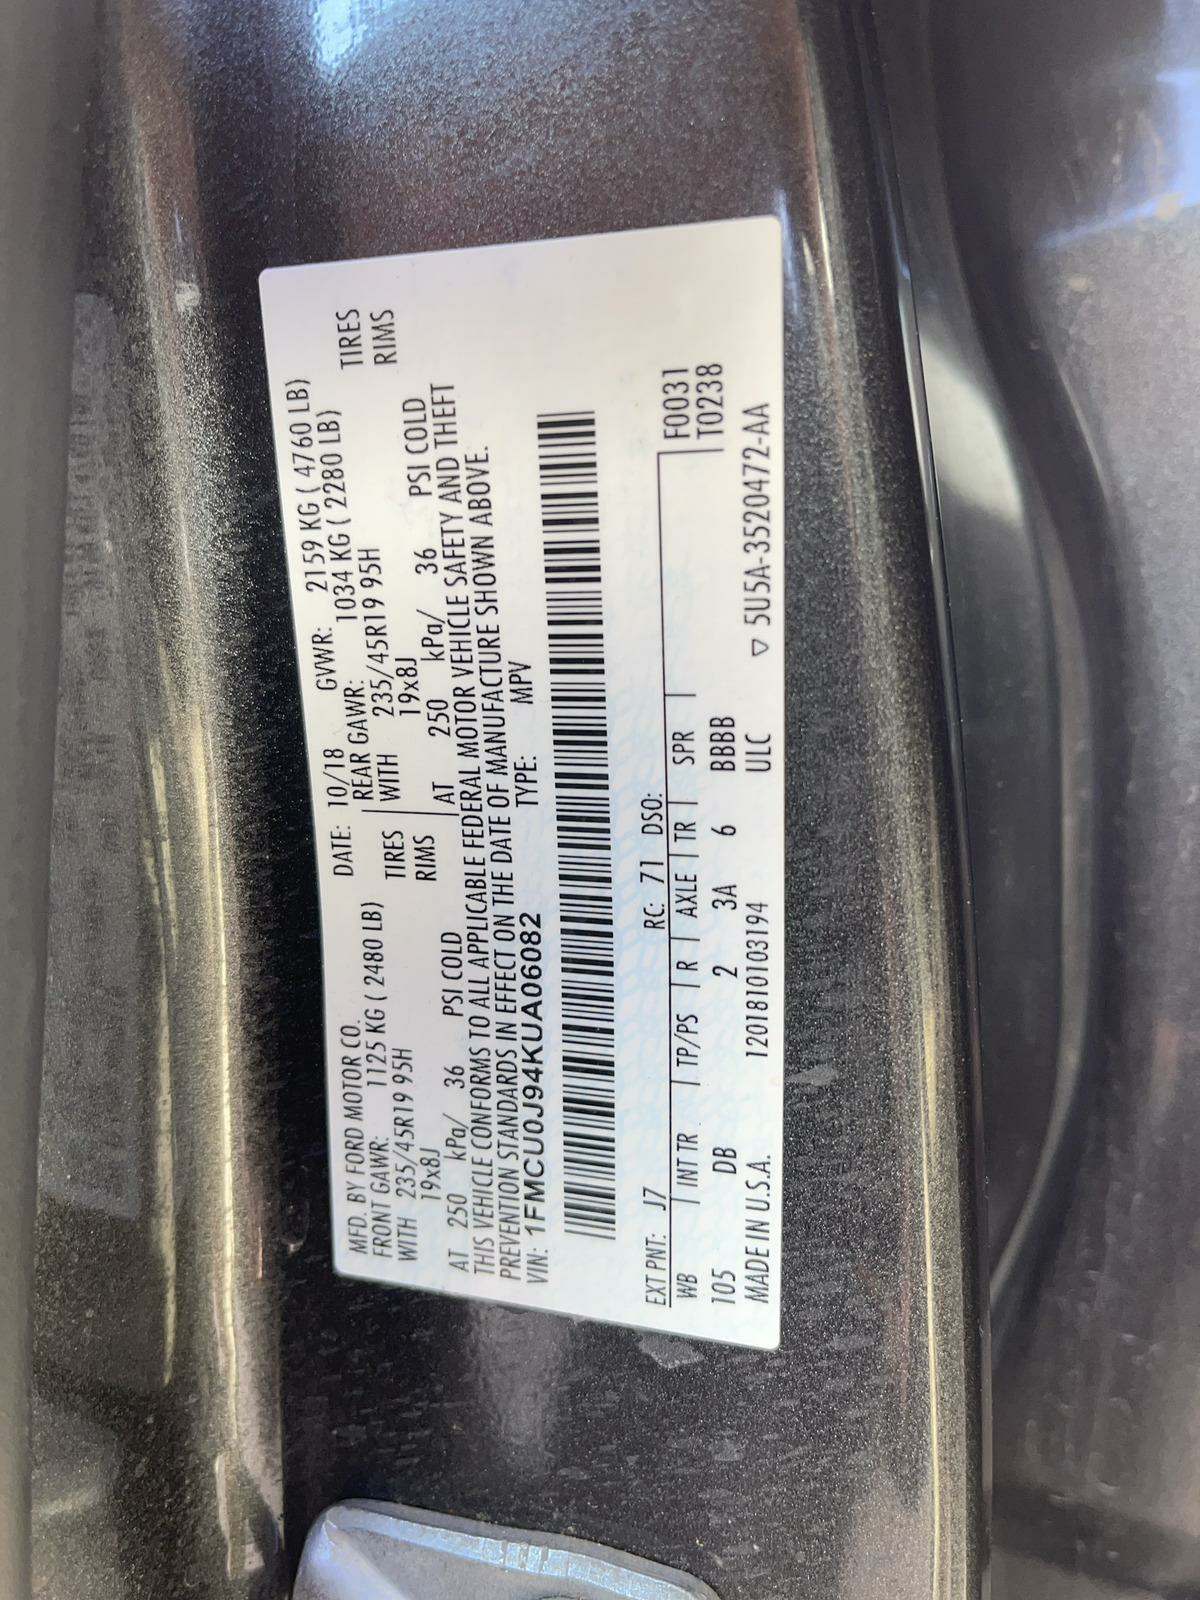 MFD. BY FORD MOTOR CO. DATE: 10/18 GVWR: 2159 KG ( 4760 LB)
FRONT GAWR: 1125 KG ( 2480 LB) REAR GAWR: 1034 KG ( 2280 LB)
WITH 235/45R19 95H TIRES WITH 235/45R19 95H TIRES
19x8J RIMS 19x8J RIMS
AT 250 kPa/ 36 PSI COLD AT 250 kPa/ 36 PSI COLD
THIS VEHICLE CONFORMS TO ALL APPLICABLE FEDERAL MOTOR VEHICLE SAFETY AND THEFT
PREVENTION STANDARDS IN EFFECT ON THE DATE OF MANUFACTURE SHOWN ABOVE.
VIN: 1FMCU0J94KUA06082 TYPE: MPV
EXT PNT: J7 RC: 71 DSO: F0031
WB INT TR TP/PS R AXLE TR SPR T0238
105 DB 2 3A 6 BBBB
MADE IN U.S.A. 1201810103194 ULC ▽ 5U5A-3520472-AA